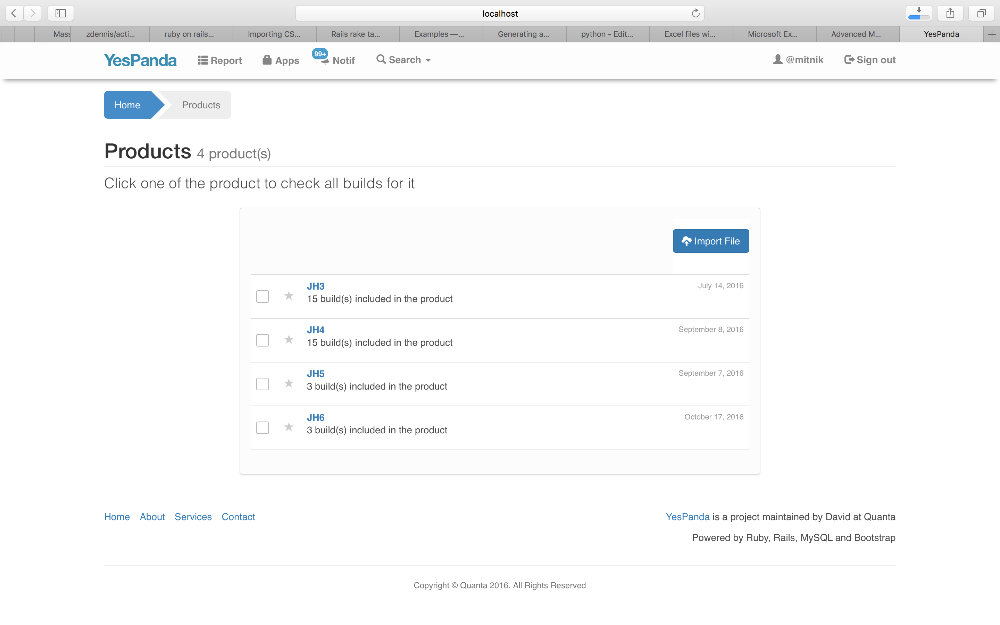 localhost
Mass
zdennis/acti...
ruby on rails...
Importing CS...
Rails rake ta...
Examples —...
Generating a...
python - Edit...
Excel files wi...
Microsoft Ex...
Advanced M...
YesPanda
YesPanda
Report
Apps
99+
Notif
Search
@mitnik
Sign out
Home
Products
Products 4 product(s)
Click one of the product to check all builds for it
Import File
JH3
July 14, 2016
15 build(s) included in the product
JH4
September 8, 2016
15 build(s) included in the product
JH5
September 7, 2016
3 build(s) included in the product
JH6
October 17, 2016
3 build(s) included in the product
Home About Services Contact
YesPanda is a project maintained by David at Quanta
Powered by Ruby, Rails, MySQL and Bootstrap
Copyright © Quanta 2016. All Rights Reserved